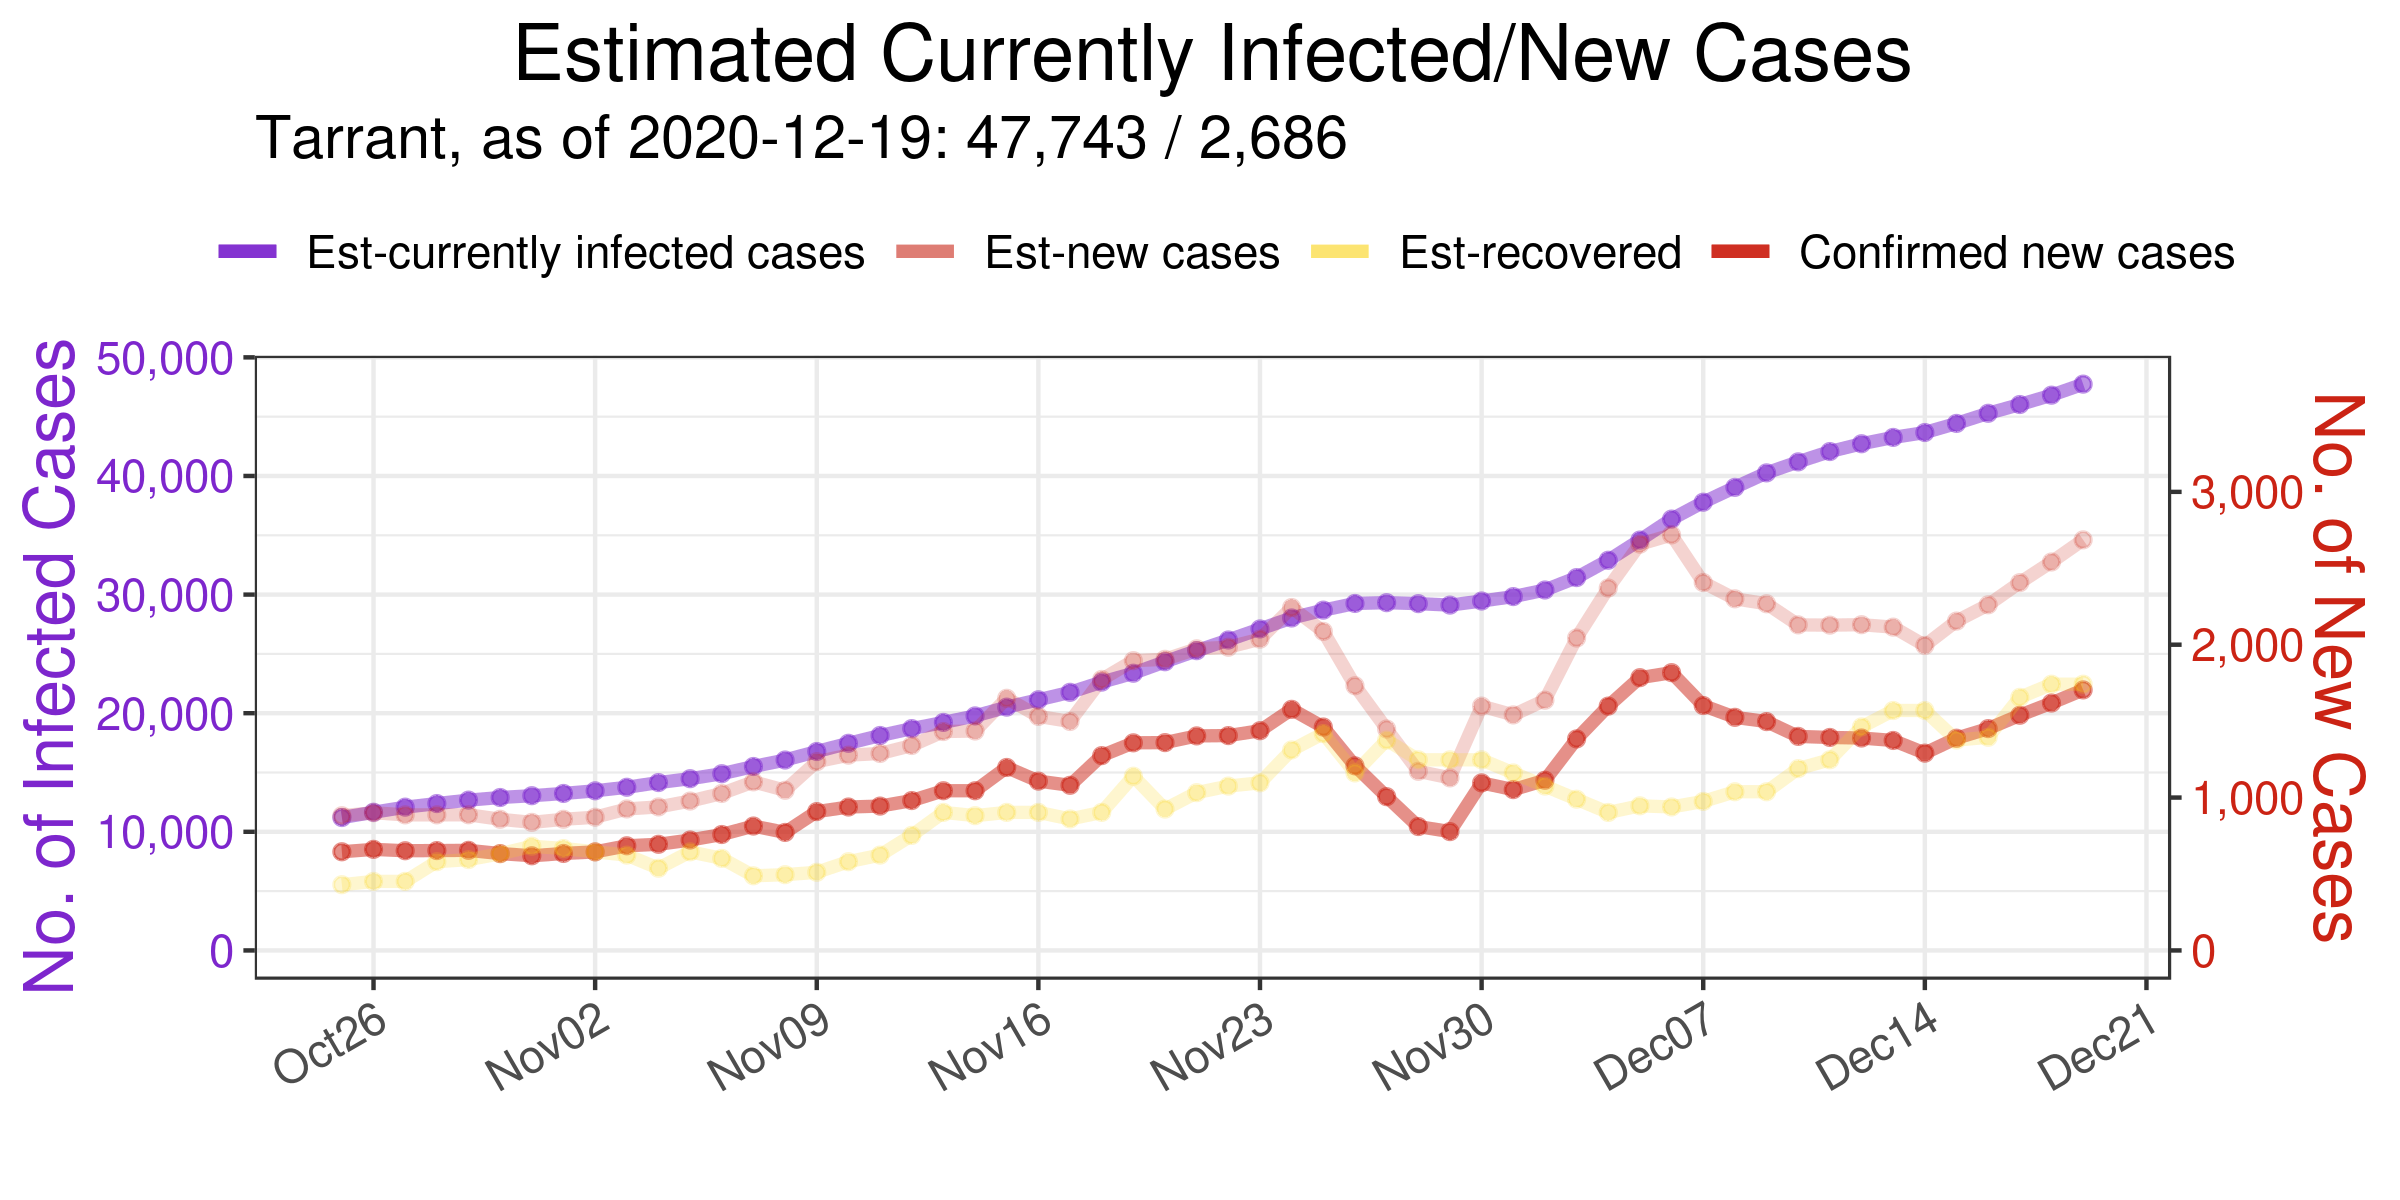 Estimated Currently Infected/New Cases
Tarrant, as of 2020-12-19: 47,743 / 2,686
Est-currently infected cases Est-new cases Est-recovered Confirmed new cases
No. of Infected Cases
50,000
40,000
30,000
20,000
10,000
0
3,000
2,000
1,000
0
No. of New Cases
Oct26 Nov02 Nov09 Nov16 Nov23 Nov30 Dec07 Dec14 Dec21